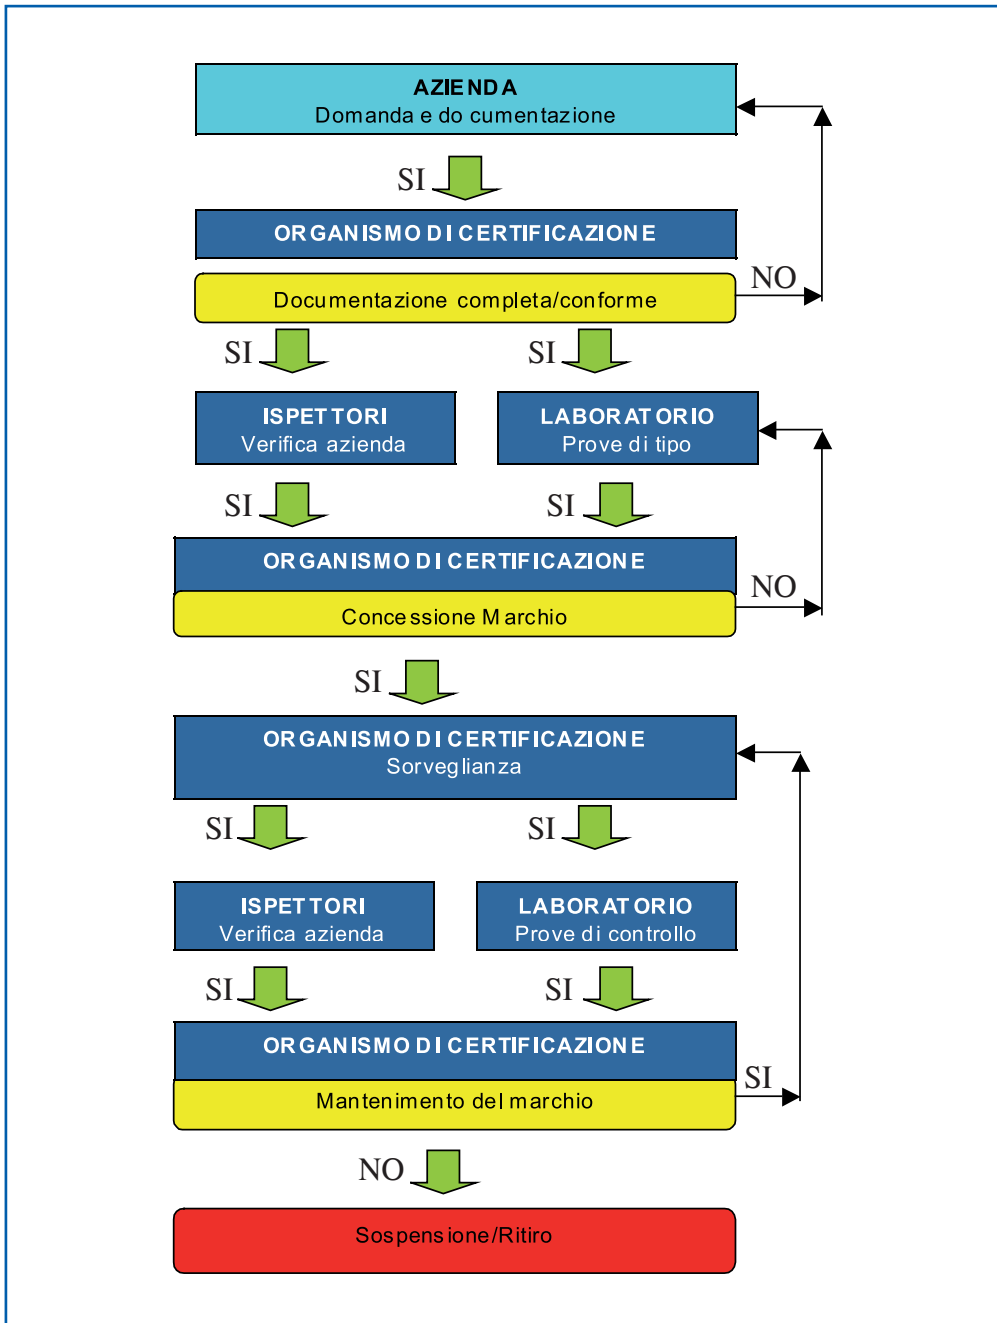 AZIENDA
Domanda e do cumentazione
SI
ORGANISMO DI CERTIFICAZIONE
Documentazione completa/conforme
NO
SI
SI
ISPETTORI
Verifica azienda
LABORATORIO
Prove di tipo
SI
SI
ORGANISMO DI CERTIFICAZIONE
Concessione Marchio
NO
SI
ORGANISMO DI CERTIFICAZIONE
Sorveglianza
SI
SI
ISPETTORI
Verifica azienda
LABORATORIO
Prove di controllo
SI
SI
ORGANISMO DI CERTIFICAZIONE
Mantenimento del marchio
SI
NO
Sospensione/Ritiro